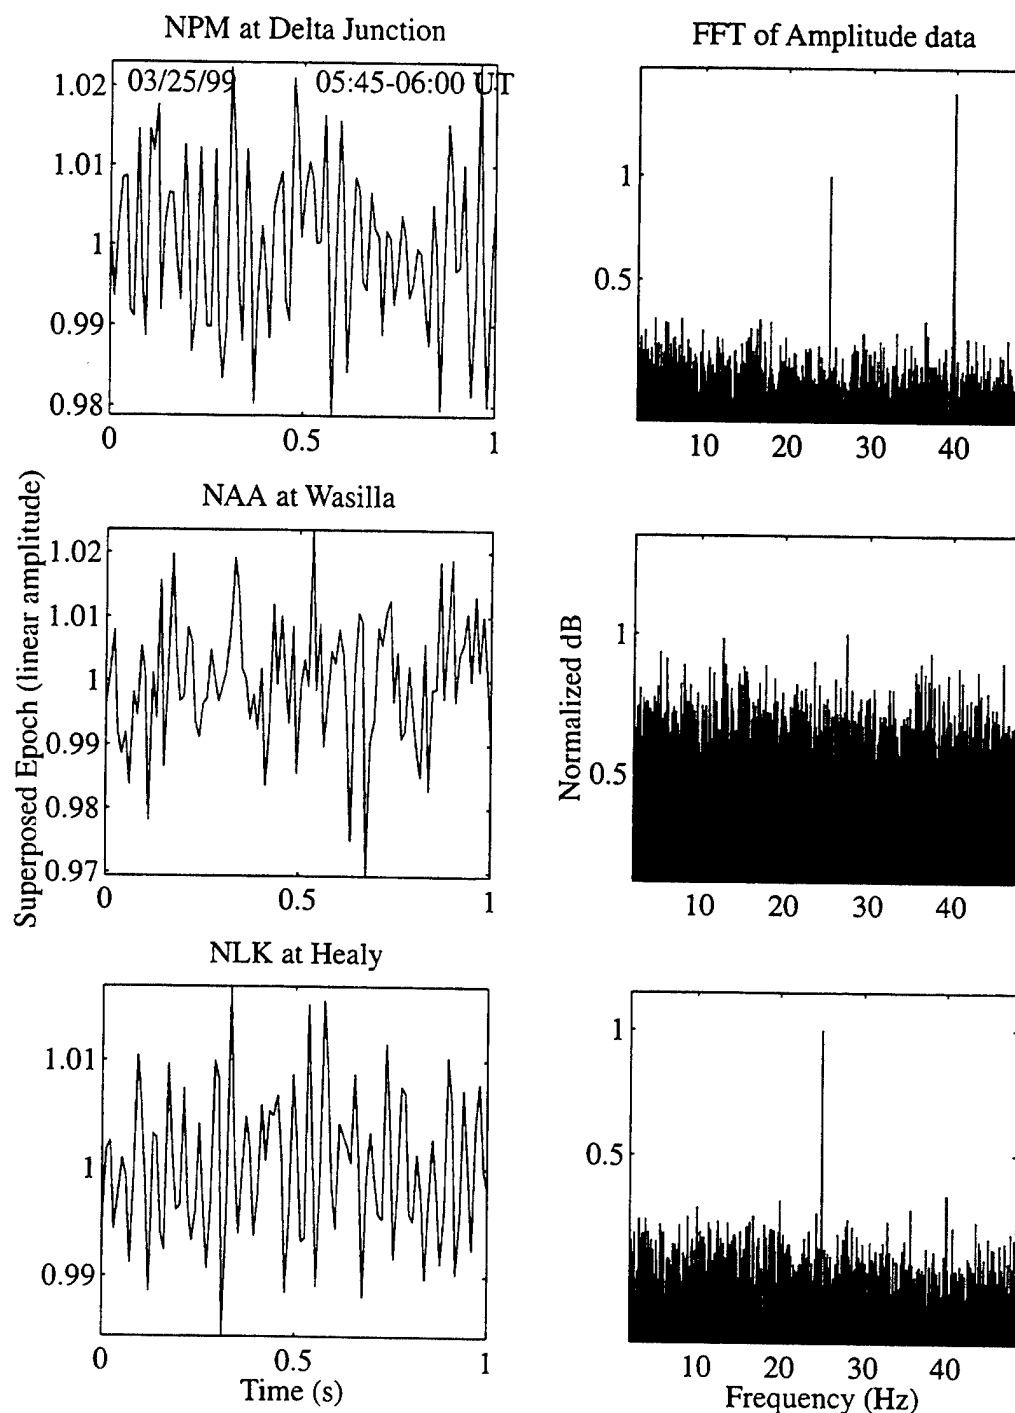 NPM at Delta Junction
FFT of Amplitude data
03/25/99 05:45-06:00 UT
1.02
1.01
1
0.99
0.98
0 0.5 1
1
0.5
10 20 30 40
NAA at Wasilla
1.02
1.01
1
0.99
0.98
0.97
0 0.5 1
1
0.5
10 20 30 40
Superposed Epoch (linear amplitude)
Normalized dB
NLK at Healy
1.01
1
0.99
0 0.5 1
Time (s)
1
0.5
10 20 30 40
Frequency (Hz)